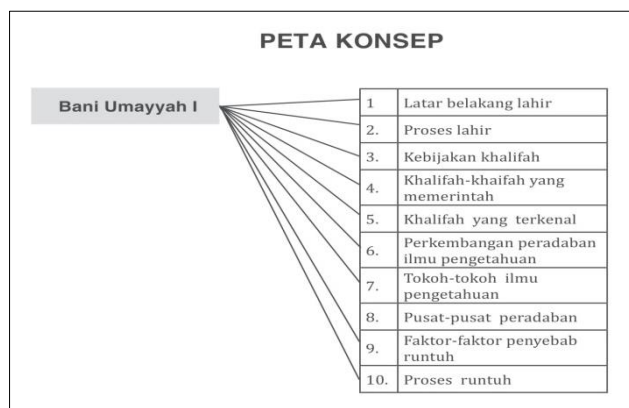 PETA KONSEP
Bani Umayyah I
1 Latar belakang lahir
2. Proses lahir
3. Kebijakan khalifah
4. Khalifah-khaifah yang
memerintah
5. Khalifah yang terkenal
6. Perkembangan peradaban
ilmu pengetahuan
7. Tokoh-tokoh ilmu
pengetahuan
8. Pusat-pusat peradaban
9. Faktor-faktor penyebab
runtuh
10. Proses runtuh